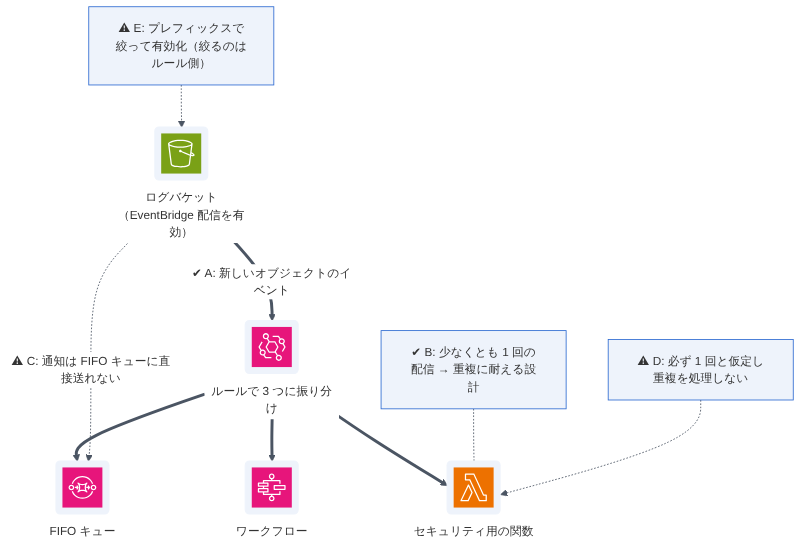 ⚠ E: プレフィックスで
絞って有効化（絞るのは
ルール側）
ログバケット
（EventBridge 配信を有
効）
✔ A: 新しいオブジェクトのイ
ベント
⚠ C: 通知は FIFO キューに直
接送れない
ルールで 3 つに振り分
け
✔ B: 少なくとも 1 回の
配信 → 重複に耐える設
計
⚠ D: 必ず 1 回と仮定し
重複を処理しない
FIFO キュー
ワークフロー
セキュリティ用の関数